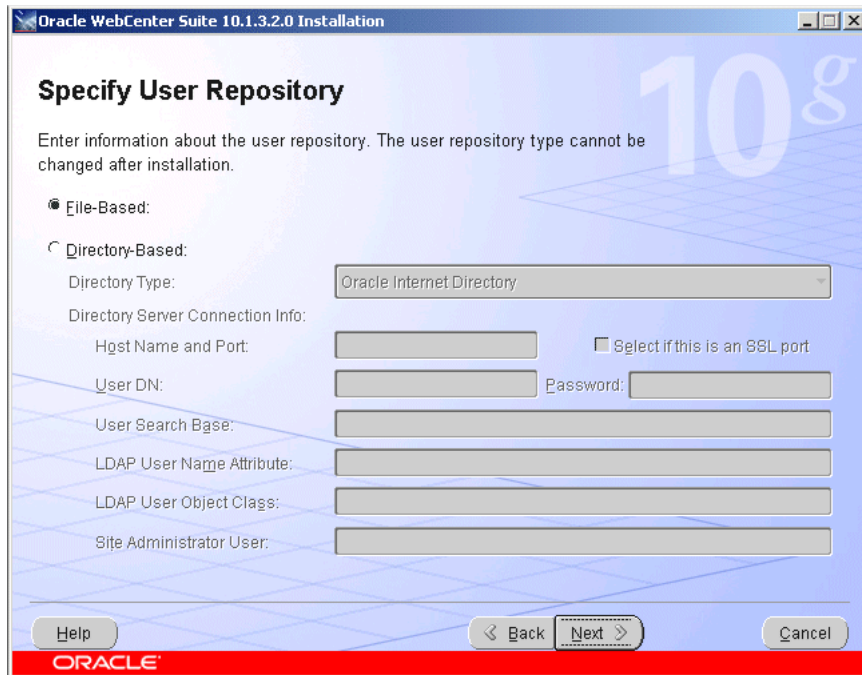 Oracle WebCenter Suite 10.1.3.2.0 Installation
10g
Specify User Repository
Enter information about the user repository. The user repository type cannot be
changed after installation.
File-Based:
Directory-Based:
Directory Type: Oracle Internet Directory
Directory Server Connection Info:
Host Name and Port: Select if this is an SSL port
User DN: Password:
User Search Base:
LDAP User Name Attribute:
LDAP User Object Class:
Site Administrator User:
Help Back Next Cancel
ORACLE